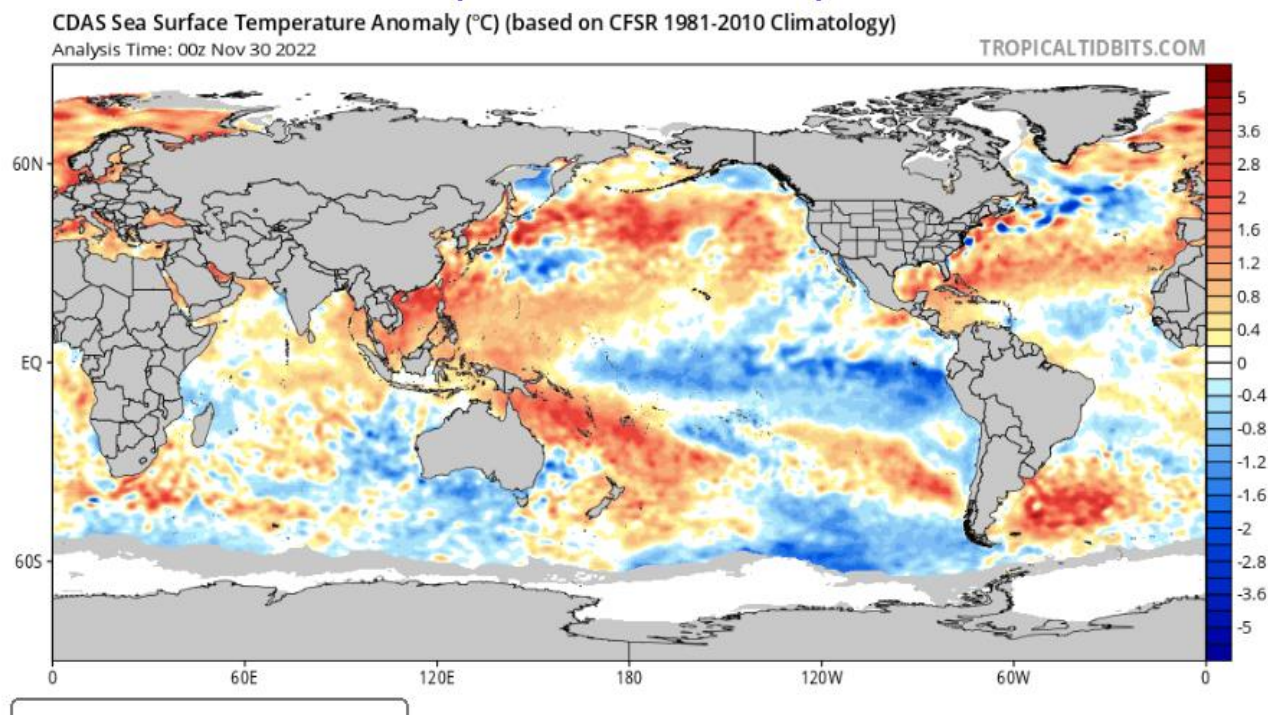 CDAS Sea Surface Temperature Anomaly (°C) (based on CFSR 1981-2010 Climatology)
Analysis Time: 00z Nov 30 2022
TROPICALTIDBITS.COM
60N
EQ
60S
0
60E
120E
180
120W
60W
0
5
3.6
2.8
2
1.6
1.2
0.8
0.4
0
-0.4
-0.8
-1.2
-1.6
-2
-2.8
-3.6
-5